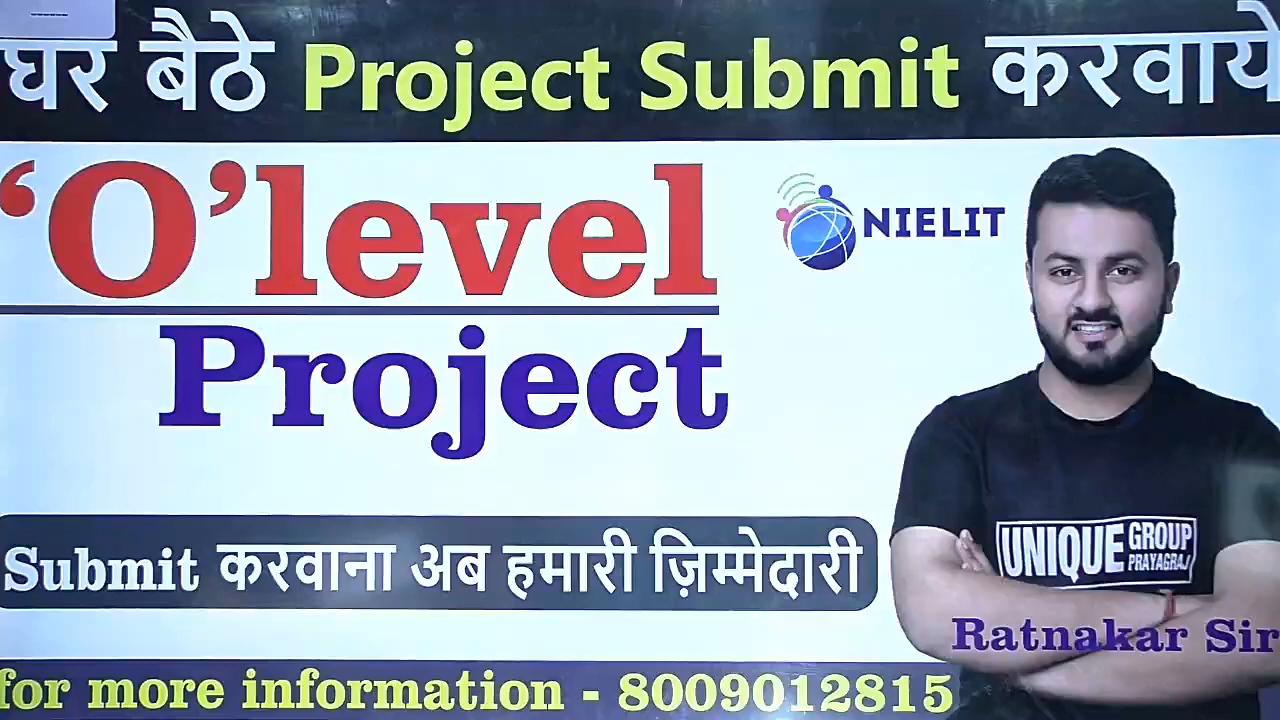 घर बैठे Project Submit करवाये
‘O’level
Project
NIELIT
UNIQUE GROUP
PRAYAGRAJ
Submit करवाना अब हमारी ज़िम्मेदारी
Ratnakar Sir
for more information - 8009012815